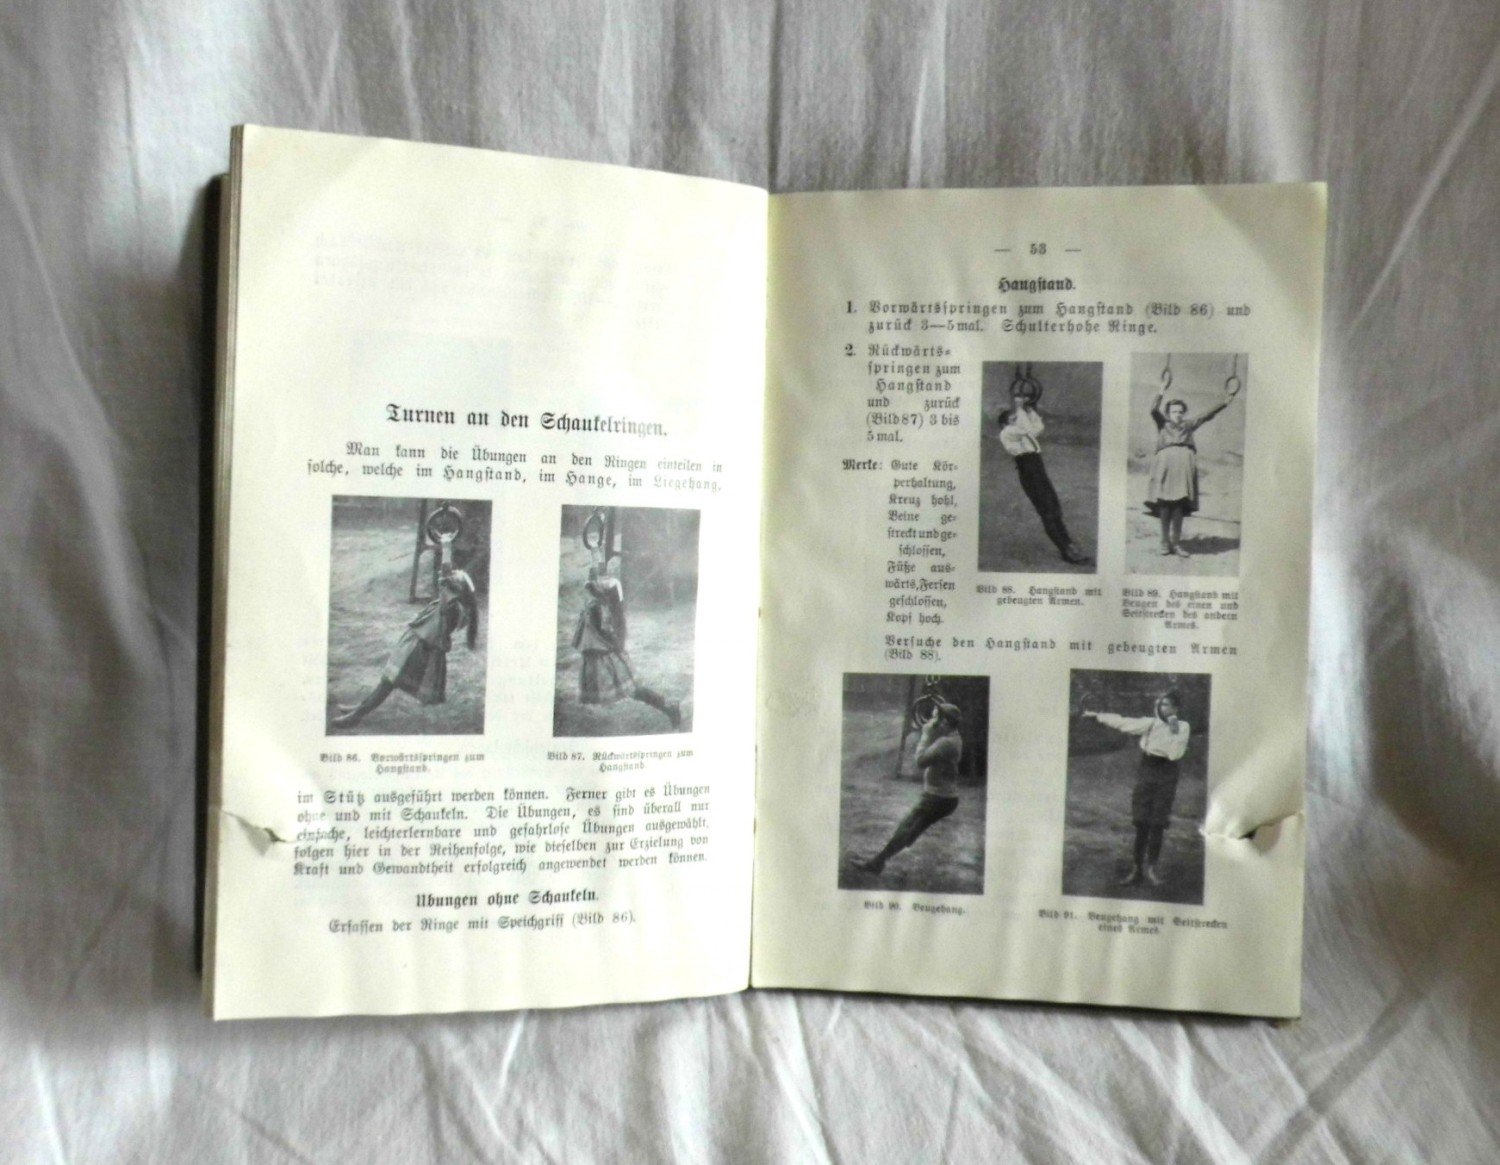 Turnen an den Schaukelringen.
Man kann die Übungen an den Ringen einteilen in
solche, welche im Hangstand, im Hange, im Liegehang,
Bild 86. Vorwärtsspringen zum
Hangstand.
Bild 87. Rückwärtsspringen zum
Hangstand
im Stütz ausgeführt werden können. Ferner gibt es Übungen
ohne und mit Schaukeln. Die Übungen, es sind überall nur
einfache, leichterlernbare und gefahrlose Übungen ausgewählt,
folgen hier in der Reihenfolge, wie dieselben zur Erzielung von
Kraft und Gewandtheit erfolgreich angewendet werden können.
Übungen ohne Schaukeln.
Erfassen der Ringe mit Speichgriff (Bild 86).
— 53 —
Hangstand.
1. Vorwärtsspringen zum Hangstand (Bild 86) und
zurück 3—5mal. Schulterhohe Ringe.
2. Rückwärts-
springen zum
Hangstand
und zurück
(Bild 87) 3 bis
5mal.
Merke: Gute Kör-
perhaltung,
Kreuz hohl,
Beine ge-
streckt und ge-
schlossen,
Füße aus-
wärts, Fersen
geschlossen,
Kopf hoch.
Bild 88. Hangstand mit
gebeugten Armen.
Bild 89. Hangstand mit
Beugen des einen und
Seitstrecken des andern
Armes.
Versuche den Hangstand mit gebeugten Armen
(Bild 88).
Bild 90. Beugehang.
Bild 91. Beugehang mit Seitstrecken
eines Armes.